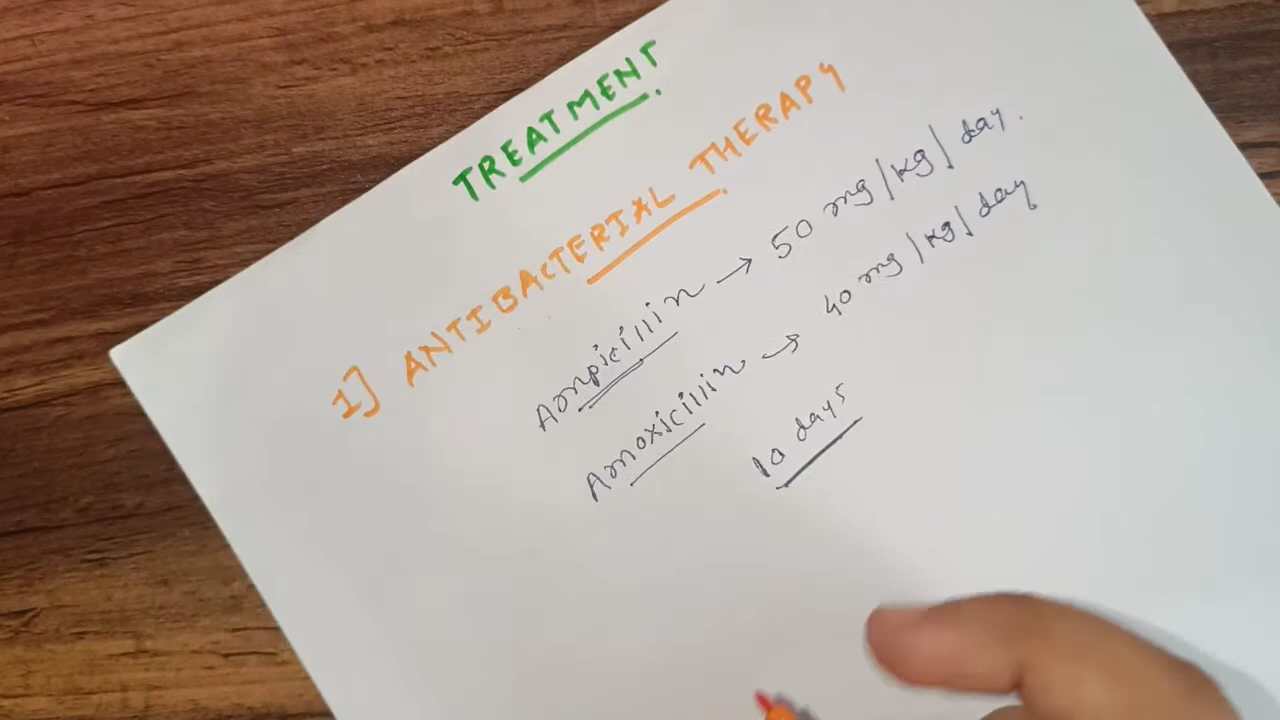 TREATMENT
1] ANTIBACTERIAL THERAPY
Ampicillin → 50 mg/kg/day.
Amoxicillin → 40 mg/kg/day
10 days